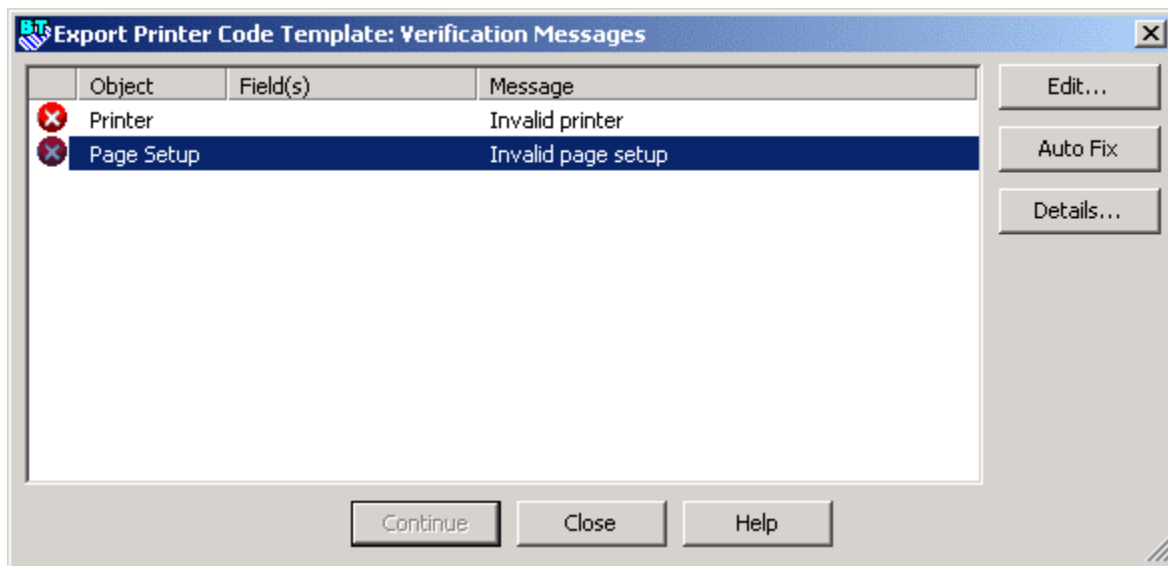 BT Export Printer Code Template: Verification Messages
Object Field(s) Message
Printer Invalid printer
Page Setup Invalid page setup
Edit...
Auto Fix
Details...
Continue Close Help